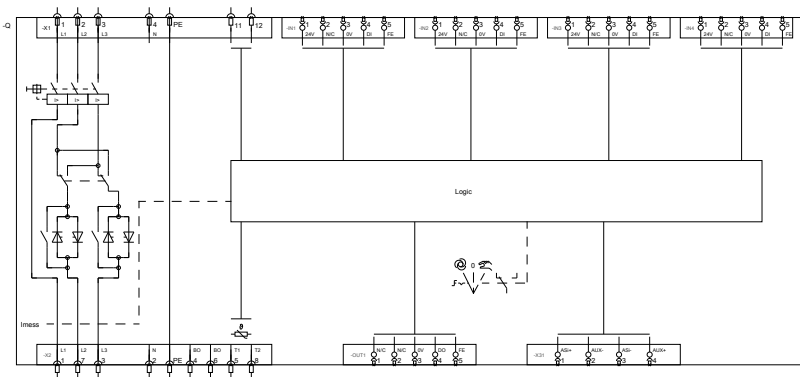 -Q
-X1 1 2 3 4 PE 11 12
L1 L2 L3 N
-IN1 1 2 3 4 5
24V N/C 0V DI FE
-IN2 1 2 3 4 5
24V N/C 0V DI FE
-IN3 1 2 3 4 5
24V N/C 0V DI FE
-IN4 1 2 3 4 5
24V N/C 0V DI FE
I> I> I>
Logic
0
Imess
ϑ
-X2 L1 L2 L3 N BO BO T1 T2
1 7 3 2 PE 4 6 5 8
-OUT1 N/C N/C 0V DO FE
1 2 3 4 5
-X31 ASi+ AUX- ASi- AUX+
1 2 3 4